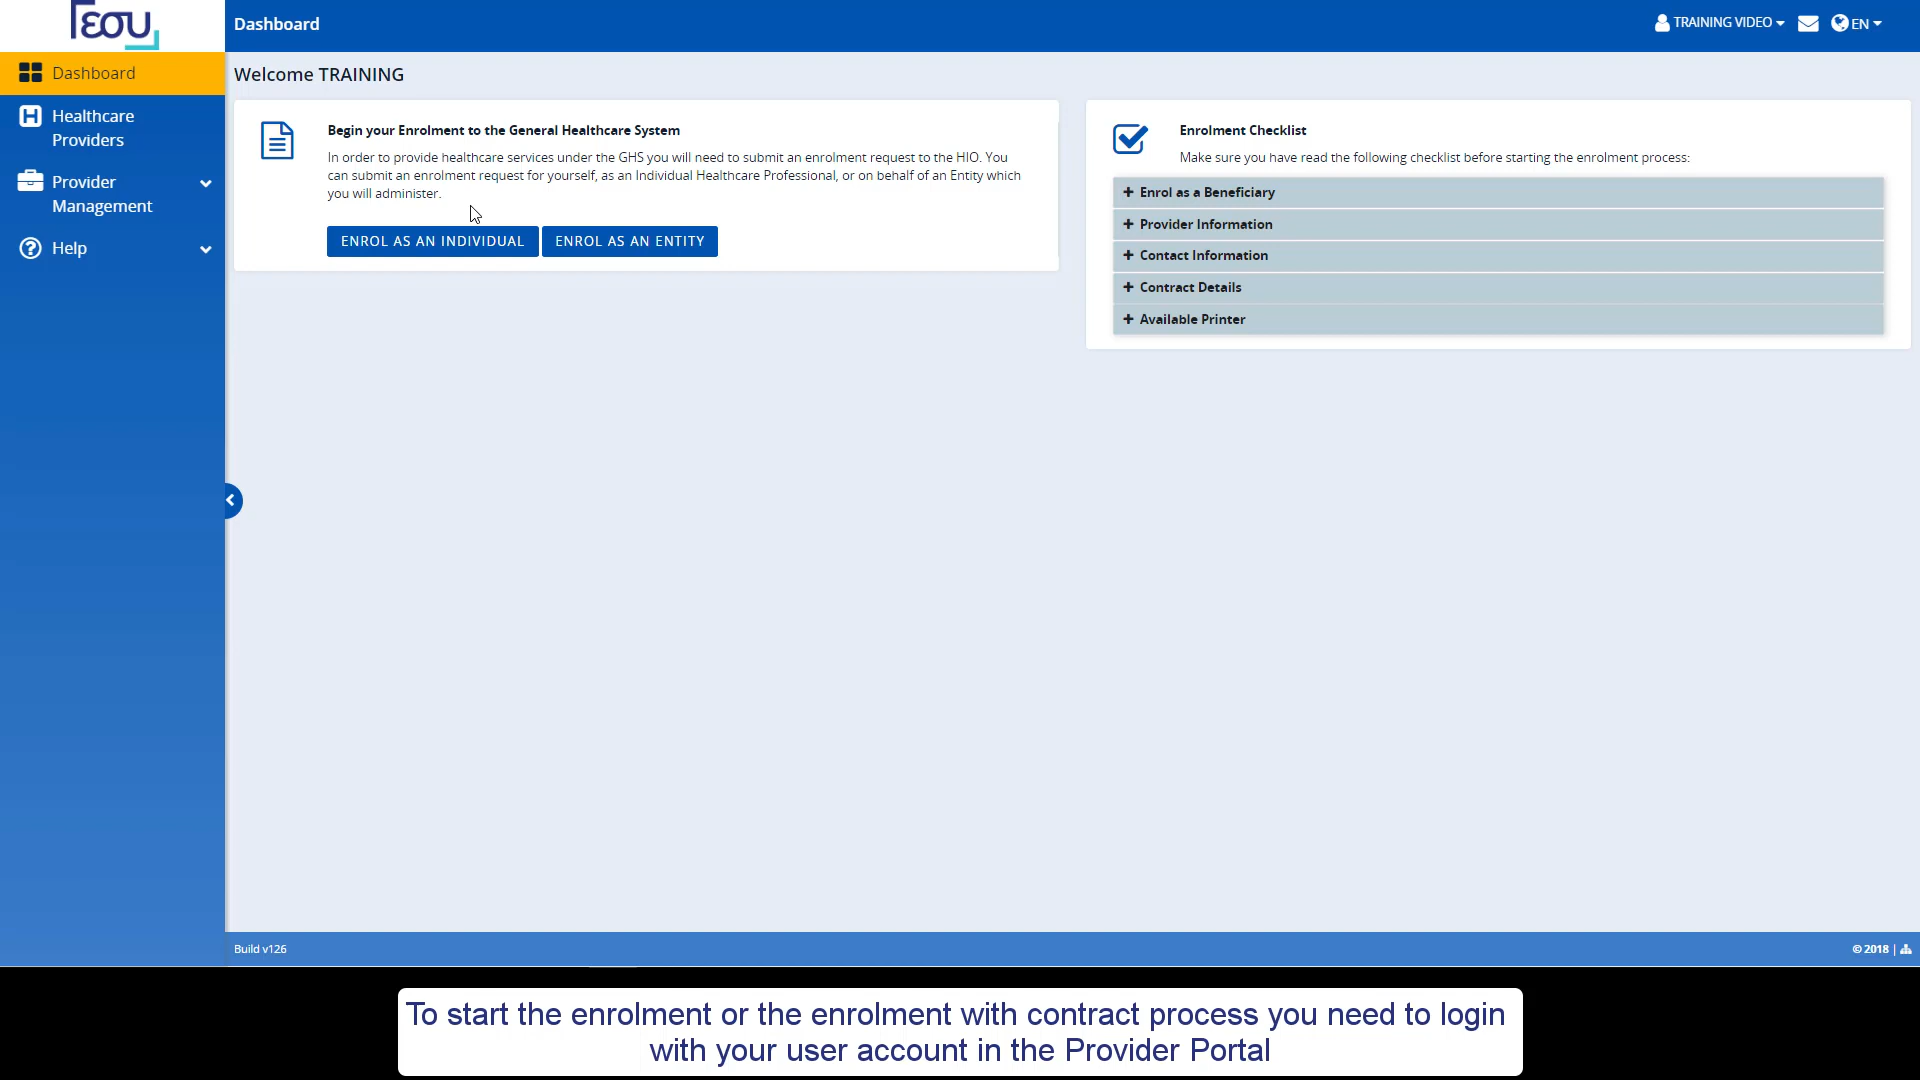 Γεσυ
Dashboard
TRAINING VIDEO
EN
Dashboard
Healthcare
Providers
Provider
Management
Help
Welcome TRAINING
Begin your Enrolment to the General Healthcare System
In order to provide healthcare services under the GHS you will need to submit an enrolment request to the HIO. You
can submit an enrolment request for yourself, as an Individual Healthcare Professional, or on behalf of an Entity which
you will administer.
ENROL AS AN INDIVIDUAL
ENROL AS AN ENTITY
Enrolment Checklist
Make sure you have read the following checklist before starting the enrolment process:
+ Enrol as a Beneficiary
+ Provider Information
+ Contact Information
+ Contract Details
+ Available Printer
Build v126
© 2018 |
To start the enrolment or the enrolment with contract process you need to login
with your user account in the Provider Portal